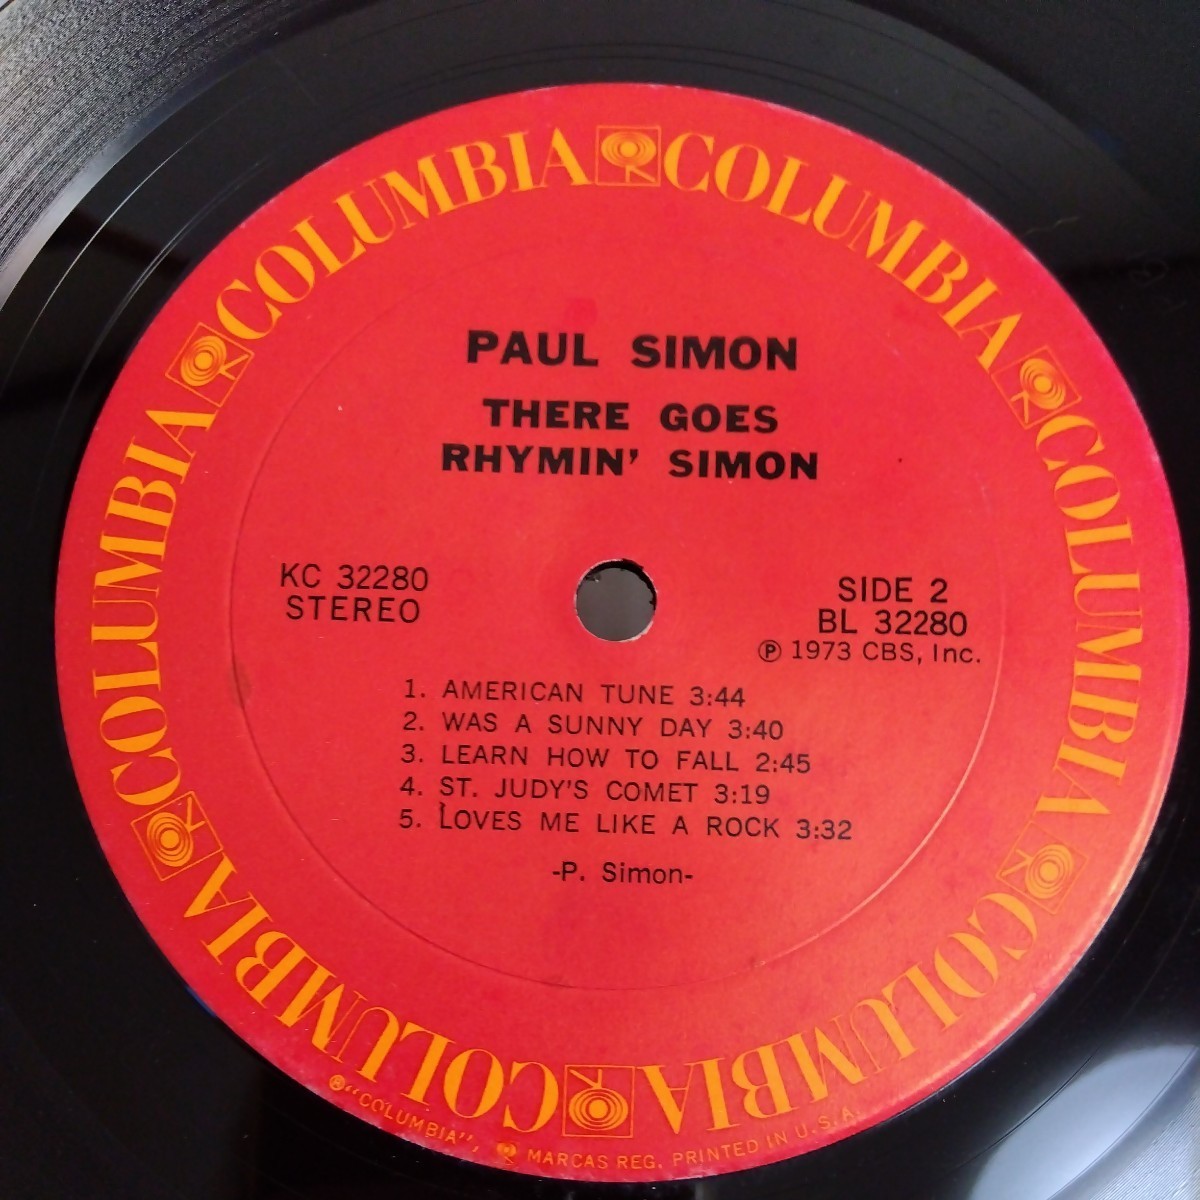 COLUMBIA COLUMBIA COLUMBIA COLUMBIA COLUMBIA COLUMBIA COLUMBIA COLUMBIA
PAUL SIMON
THERE GOES
RHYMIN' SIMON
KC 32280
STEREO
SIDE 2
BL 32280
℗ 1973 CBS, Inc.
1. AMERICAN TUNE 3:44
2. WAS A SUNNY DAY 3:40
3. LEARN HOW TO FALL 2:45
4. ST. JUDY'S COMET 3:19
5. LOVES ME LIKE A ROCK 3:32
-P. Simon-
® "COLUMBIA", MARCAS REG. PRINTED IN U.S.A.